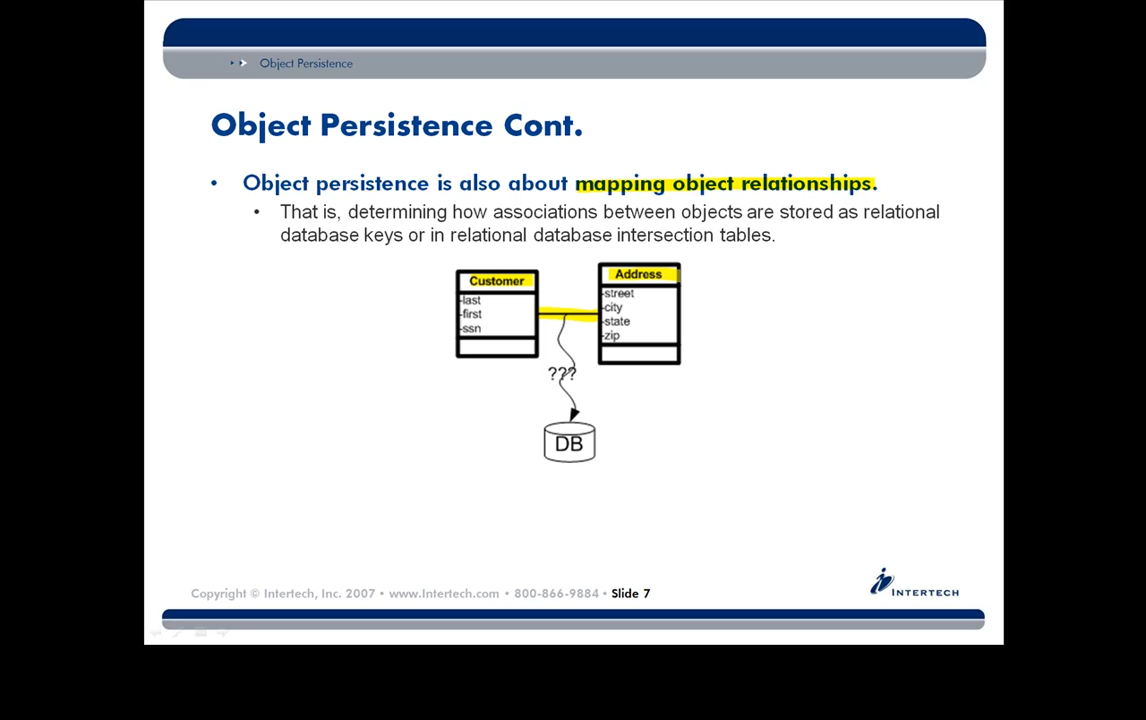 Object Persistence
Object Persistence Cont.
• Object persistence is also about mapping object relationships.
• That is, determining how associations between objects are stored as relational
database keys or in relational database intersection tables.
Customer
-last
-first
-ssn
Address
-street
-city
-state
-zip
???
DB
Copyright © Intertech, Inc. 2007 • www.Intertech.com • 800-866-9884 • Slide 7
INTERTECH